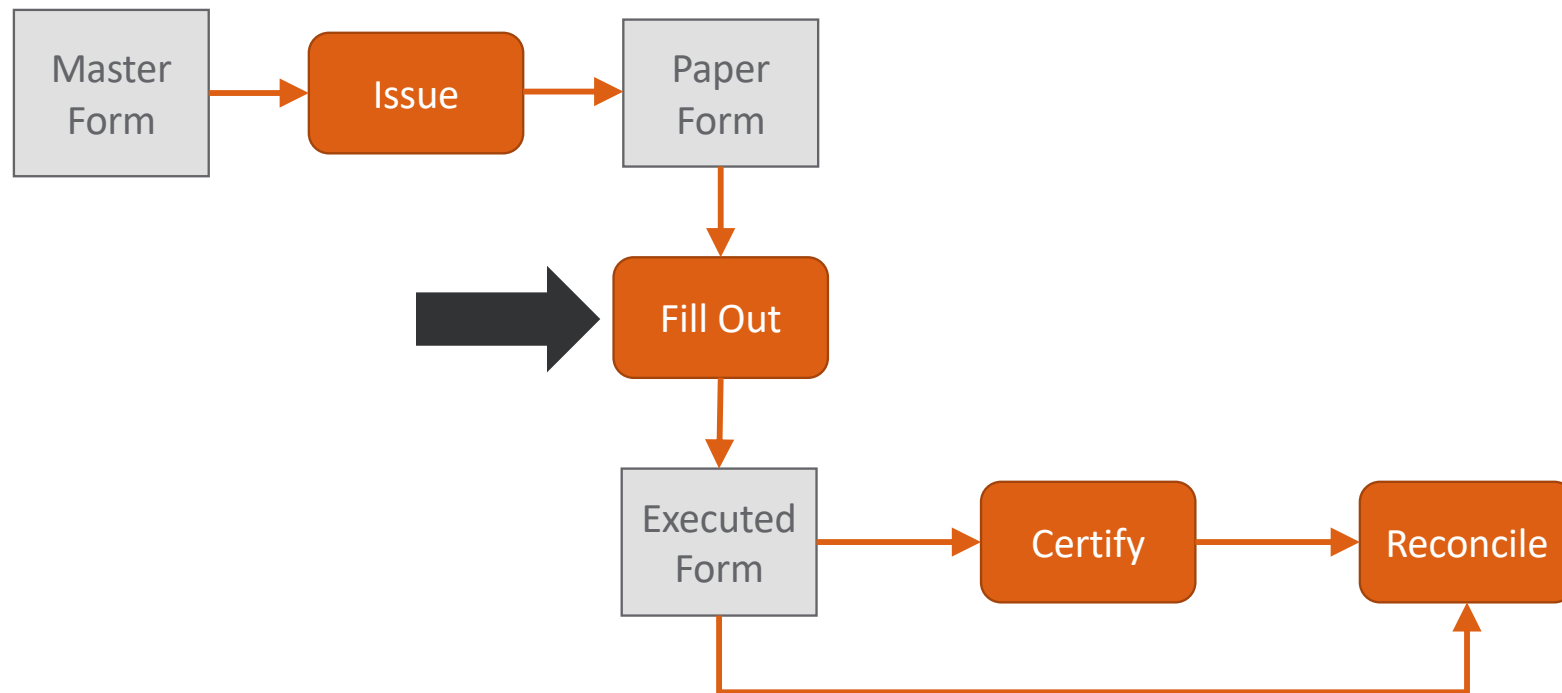 Master
Form
Issue
Paper
Form
Fill Out
Executed
Form
Certify
Reconcile